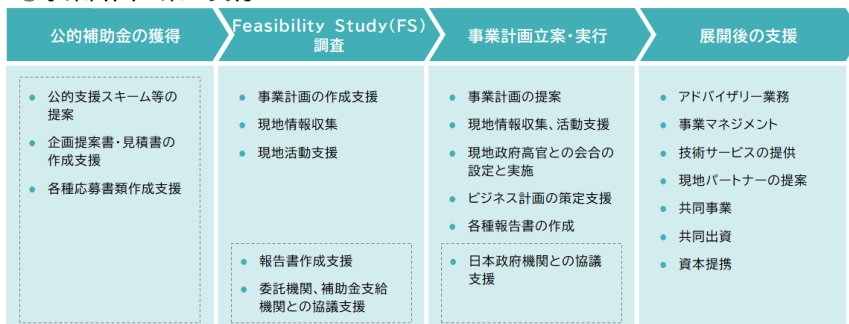 公的補助金の獲得
Feasibility Study(FS)
調査
事業計画立案・実行
展開後の支援
● 公的支援スキーム等の
提案
● 企画提案書・見積書の
作成支援
● 各種応募書類作成支援
● 事業計画の作成支援
● 現地情報収集
● 現地活動支援
● 報告書作成支援
● 委託機関、補助金支給
機関との協議支援
● 事業計画の提案
● 現地情報収集、活動支援
● 現地政府高官との会合の
設定と実施
● ビジネス計画の策定支援
● 各種報告書の作成
● 日本政府機関との協議
支援
● アドバイザリー業務
● 事業マネジメント
● 技術サービスの提供
● 現地パートナーの提案
● 共同事業
● 共同出資
● 資本提携